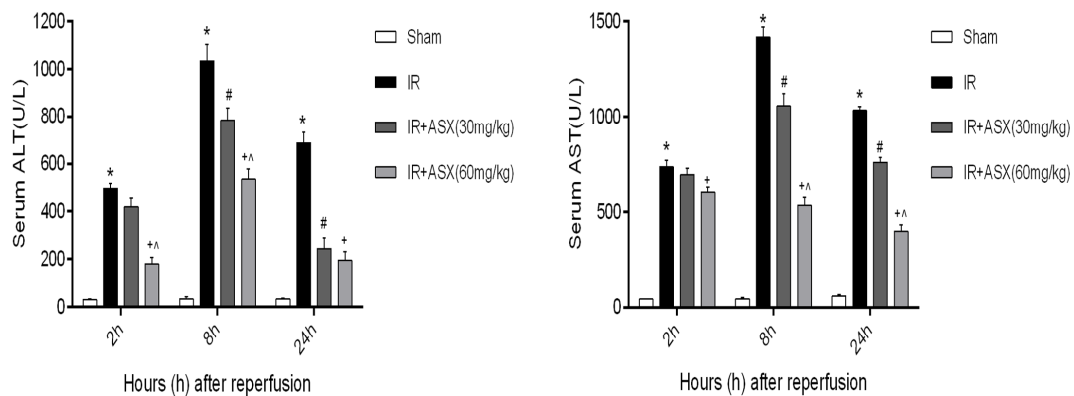 Serum ALT(U/L)
1200
1000
800
600
400
200
0
*
*
#
+^
+^
*
#
+
2h
8h
24h
Hours (h) after reperfusion
Sham
IR
IR+ASX(30mg/kg)
IR+ASX(60mg/kg)
Serum AST(U/L)
1500
1000
500
0
*
+
*
#
+^
*
#
+^
2h
8h
24h
Hours (h) after reperfusion
Sham
IR
IR+ASX(30mg/kg)
IR+ASX(60mg/kg)